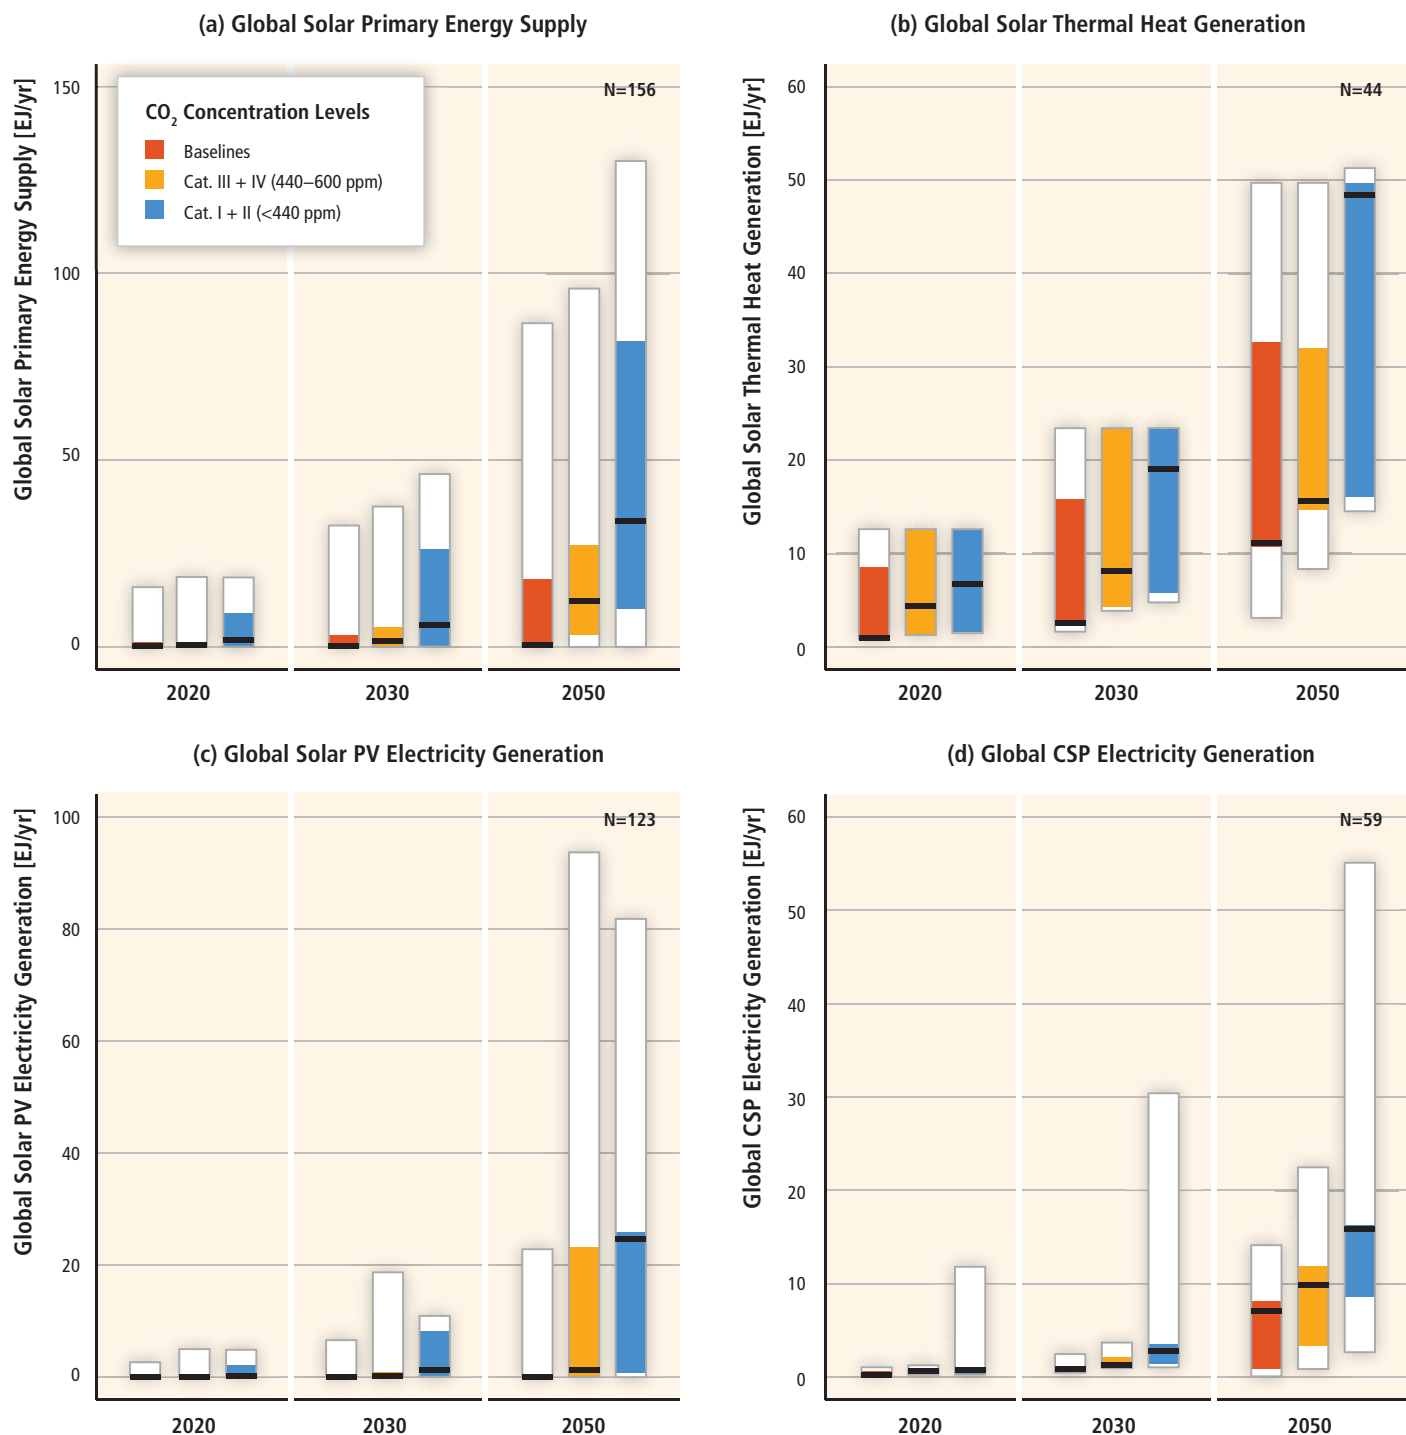 (a) Global Solar Primary Energy Supply
Global Solar Primary Energy Supply [EJ/yr]
150
100
50
0
CO2 Concentration Levels
Baselines
Cat. III + IV (440–600 ppm)
Cat. I + II (<440 ppm)
N=156
2020
2030
2050
(b) Global Solar Thermal Heat Generation
Global Solar Thermal Heat Generation [EJ/yr]
60
50
40
30
20
10
0
N=44
2020
2030
2050
(c) Global Solar PV Electricity Generation
Global Solar PV Electricity Generation [EJ/yr]
100
80
60
40
20
0
N=123
2020
2030
2050
(d) Global CSP Electricity Generation
Global CSP Electricity Generation [EJ/yr]
60
50
40
30
20
10
0
N=59
2020
2030
2050